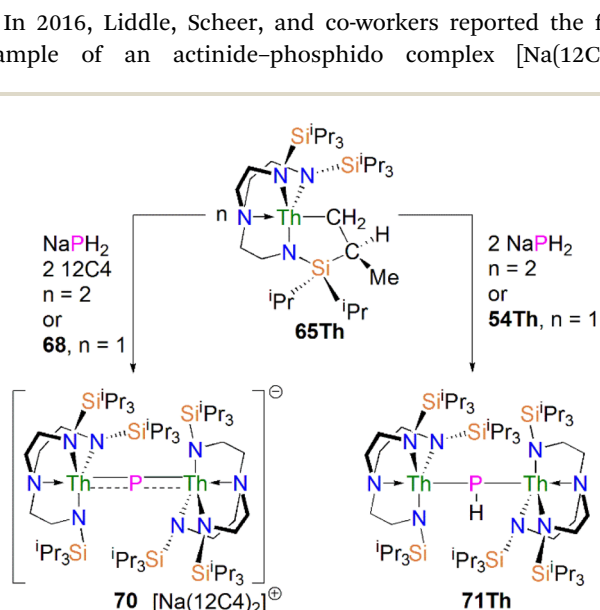 In 2016, Liddle, Scheer, and co-workers reported the f
ample of an actinide–phosphido complex [Na(12C
SiⁱPr₃
SiⁱPr₃
N N
n N Th CH₂
H
N C
Si Me
ⁱPr ⁱPr
65Th
NaPH₂
2 12C4
n = 2
or
68, n = 1
2 NaPH₂
n = 2
or
54Th, n = 1
⊖
SiⁱPr₃ SiⁱPr₃
SiⁱPr₃
N N N
N Th P Th N
N N N
ⁱPr₃Si ⁱPr₃Si SiⁱPr₃
70 [Na(12C4)₂]⊕
SiⁱPr₃ SiⁱPr₃
SiⁱPr₃
N N N
N Th P Th N
H
N N N
ⁱPr₃Si ⁱPr₃Si SiⁱPr₃
71Th